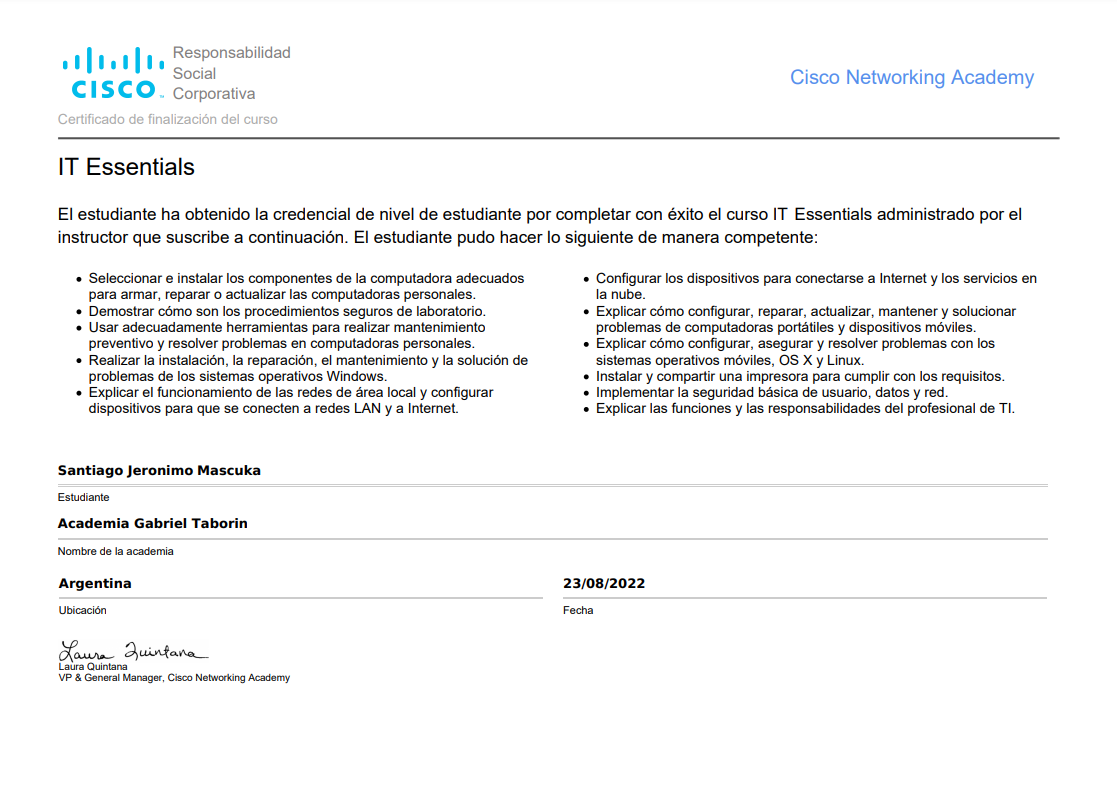 CISCO
Responsabilidad
Social
Corporativa
Cisco Networking Academy
Certificado de finalización del curso
IT Essentials
El estudiante ha obtenido la credencial de nivel de estudiante por completar con éxito el curso IT Essentials administrado por el
instructor que suscribe a continuación. El estudiante pudo hacer lo siguiente de manera competente:
• Seleccionar e instalar los componentes de la computadora adecuados
para armar, reparar o actualizar las computadoras personales.
• Demostrar cómo son los procedimientos seguros de laboratorio.
• Usar adecuadamente herramientas para realizar mantenimiento
preventivo y resolver problemas en computadoras personales.
• Realizar la instalación, la reparación, el mantenimiento y la solución de
problemas de los sistemas operativos Windows.
• Explicar el funcionamiento de las redes de área local y configurar
dispositivos para que se conecten a redes LAN y a Internet.
• Configurar los dispositivos para conectarse a Internet y los servicios en
la nube.
• Explicar cómo configurar, reparar, actualizar, mantener y solucionar
problemas de computadoras portátiles y dispositivos móviles.
• Explicar cómo configurar, asegurar y resolver problemas con los
sistemas operativos móviles, OS X y Linux.
• Instalar y compartir una impresora para cumplir con los requisitos.
• Implementar la seguridad básica de usuario, datos y red.
• Explicar las funciones y las responsabilidades del profesional de TI.
Santiago Jeronimo Mascuka
Estudiante
Academia Gabriel Taborin
Nombre de la academia
Argentina
Ubicación
23/08/2022
Fecha
Laura Quintana
Laura Quintana
VP & General Manager, Cisco Networking Academy